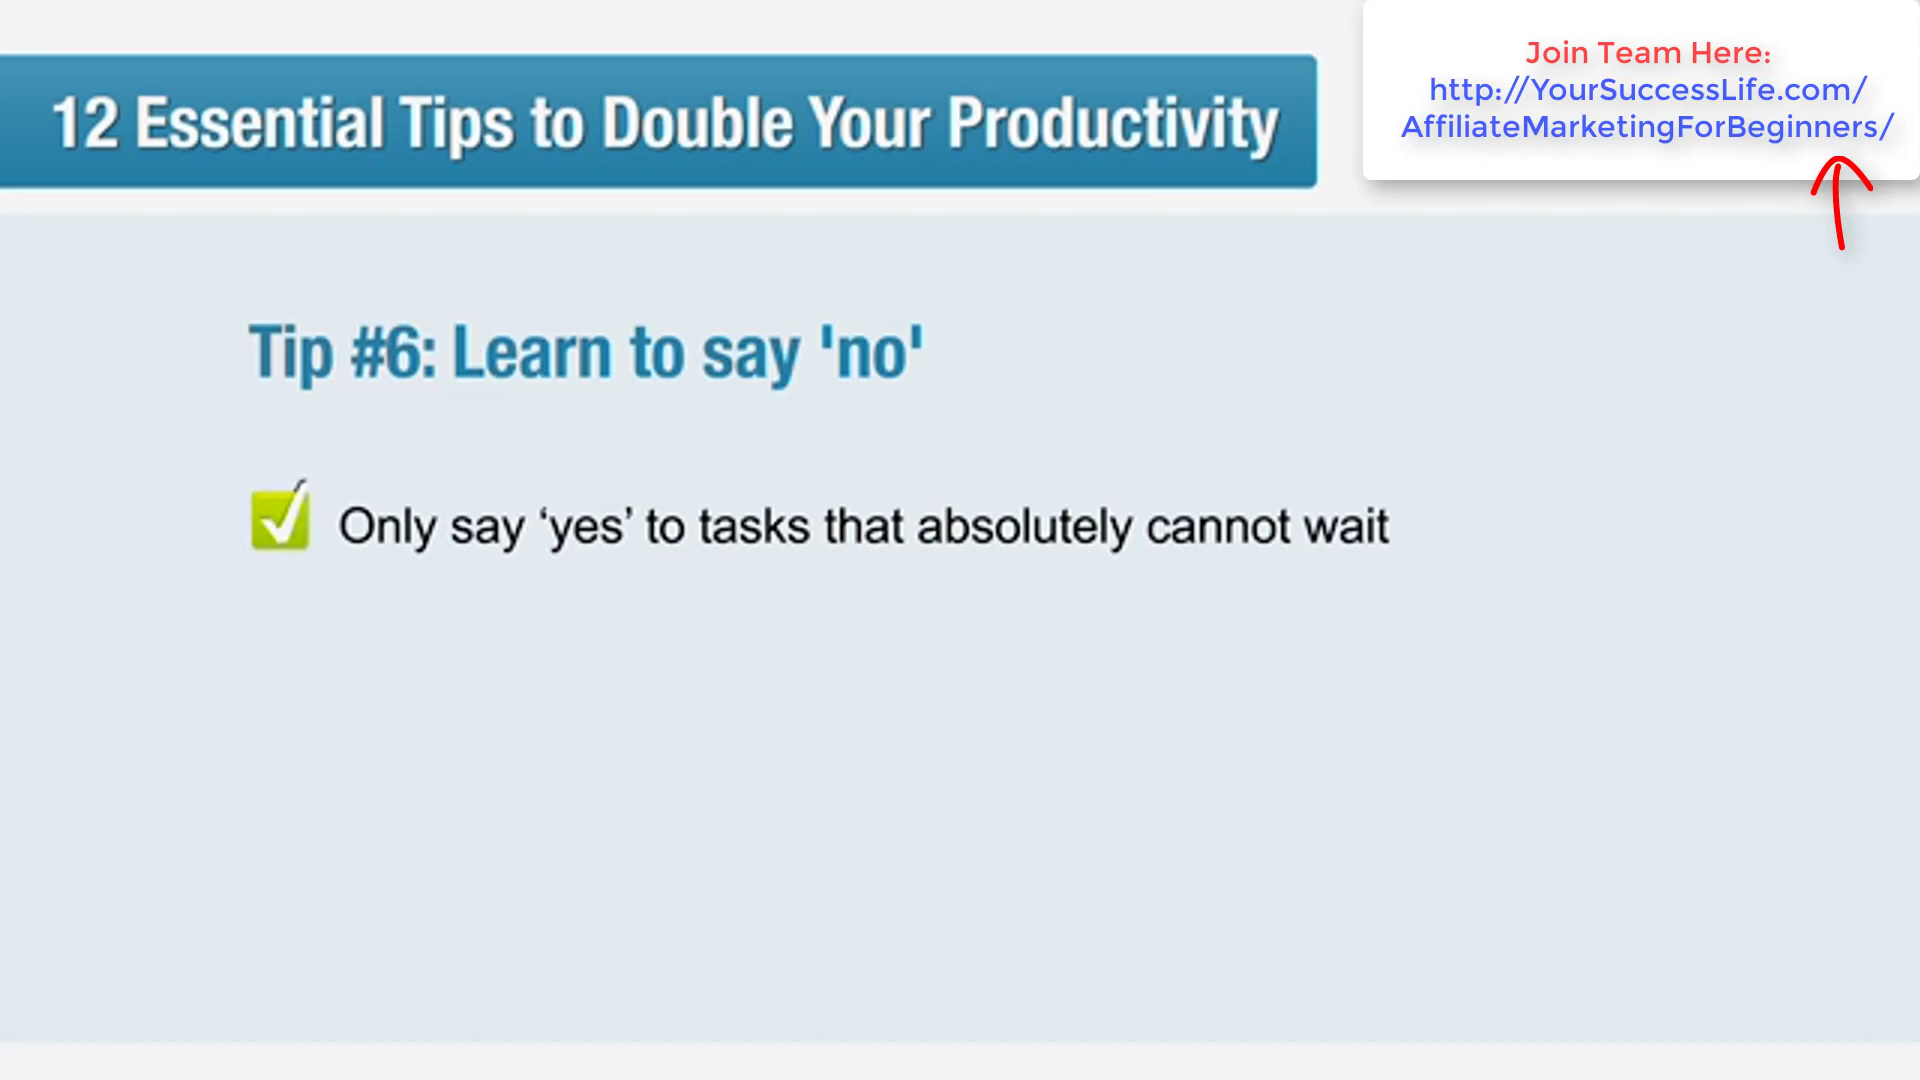 12 Essential Tips to Double Your Productivity
Join Team Here:
http://YourSuccessLife.com/
AffiliateMarketingForBeginners/
Tip #6: Learn to say 'no'
Only say ‘yes’ to tasks that absolutely cannot wait